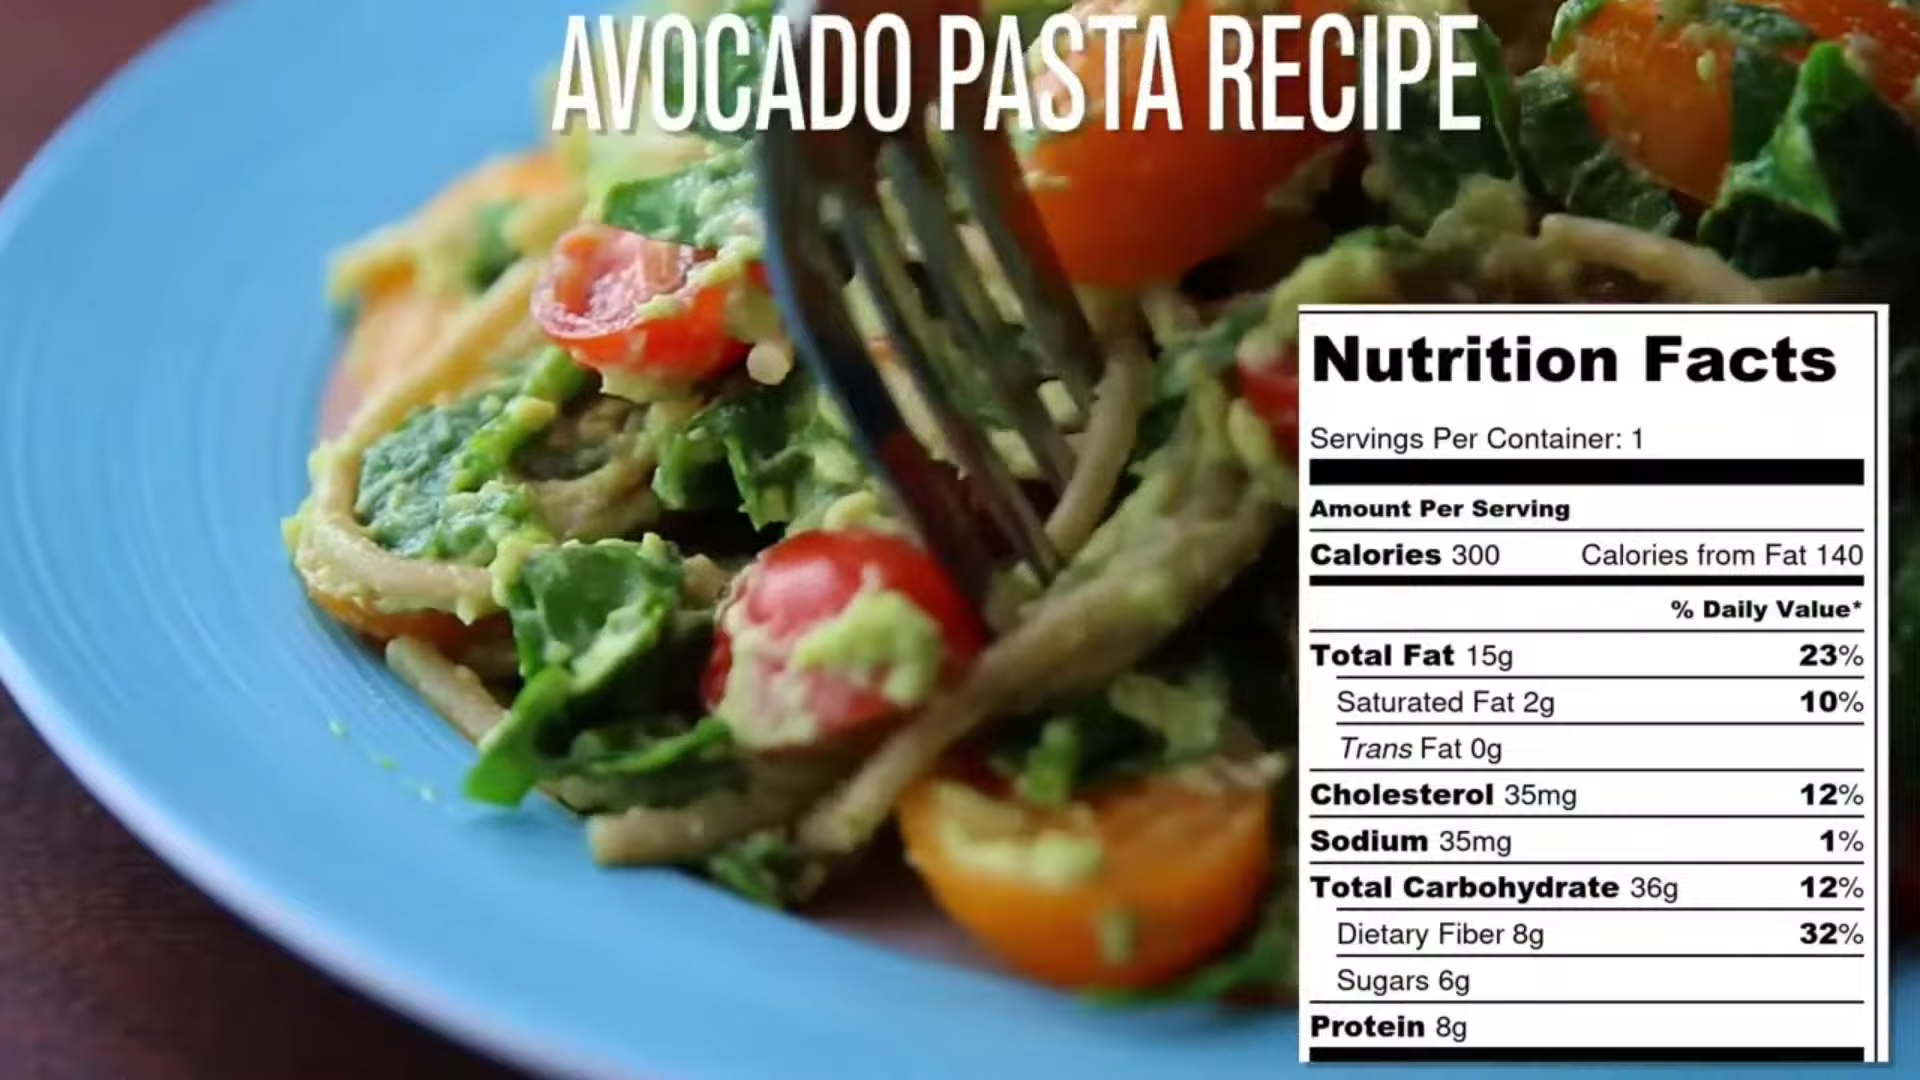 AVOCADO PASTA RECIPE
Nutrition Facts
Servings Per Container: 1
Amount Per Serving
Calories 300 Calories from Fat 140
% Daily Value*
Total Fat 15g 23%
Saturated Fat 2g 10%
Trans Fat 0g
Cholesterol 35mg 12%
Sodium 35mg 1%
Total Carbohydrate 36g 12%
Dietary Fiber 8g 32%
Sugars 6g
Protein 8g